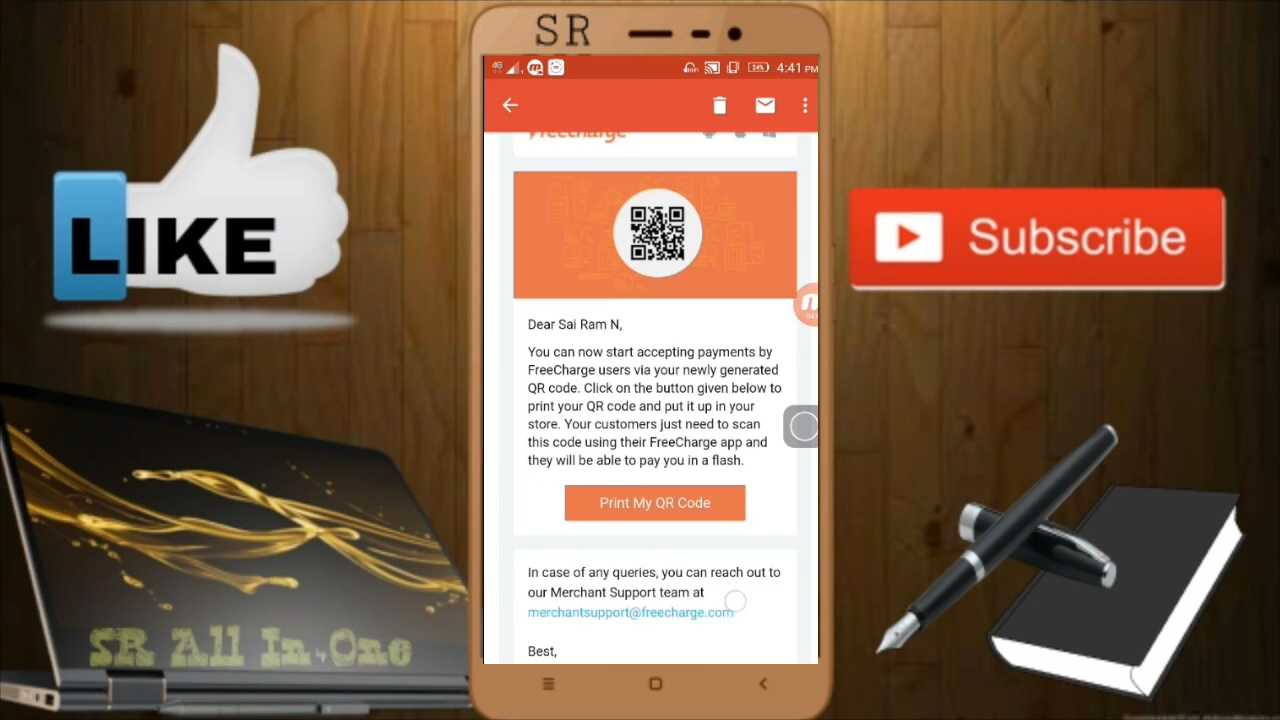 SR
4G
24%
4:41 PM
freecharge
Dear Sai Ram N,
You can now start accepting payments by
FreeCharge users via your newly generated
QR code. Click on the button given below to
print your QR code and put it up in your
store. Your customers just need to scan
this code using their FreeCharge app and
they will be able to pay you in a flash.
Print My QR Code
In case of any queries, you can reach out to
our Merchant Support team at
merchantsupport@freecharge.com
Best,
LIKE
Subscribe
SR All In One